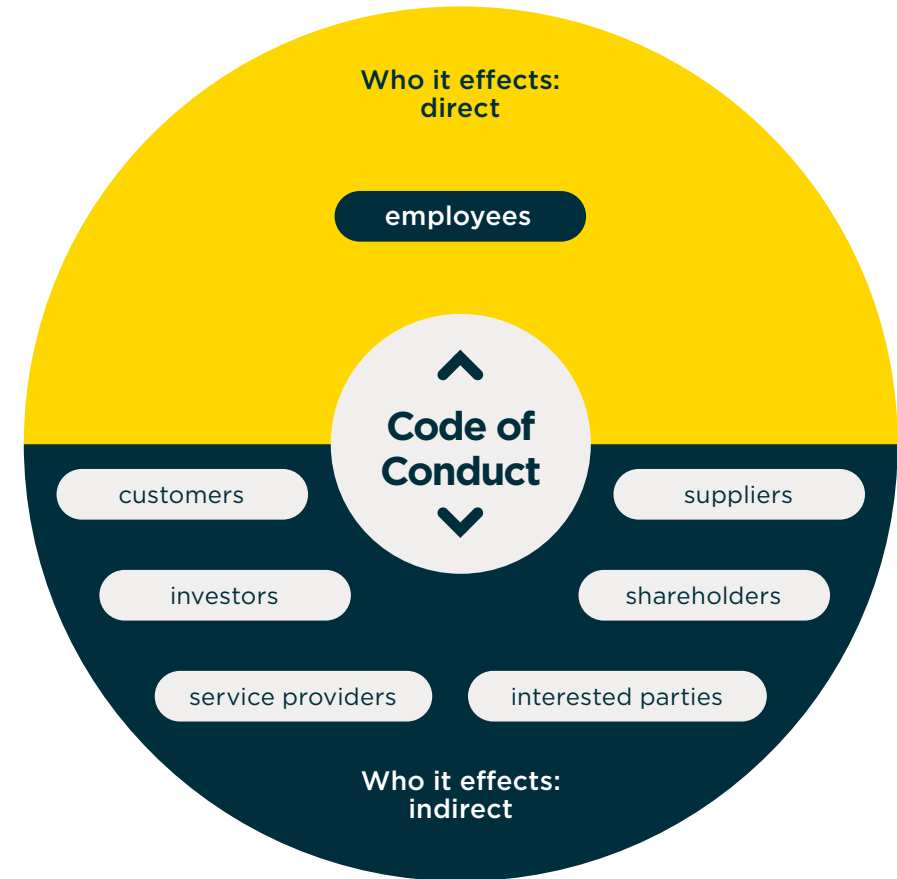 Who it effects:
direct
employees
Code of
Conduct
customers
suppliers
investors
shareholders
service providers
interested parties
Who it effects:
indirect